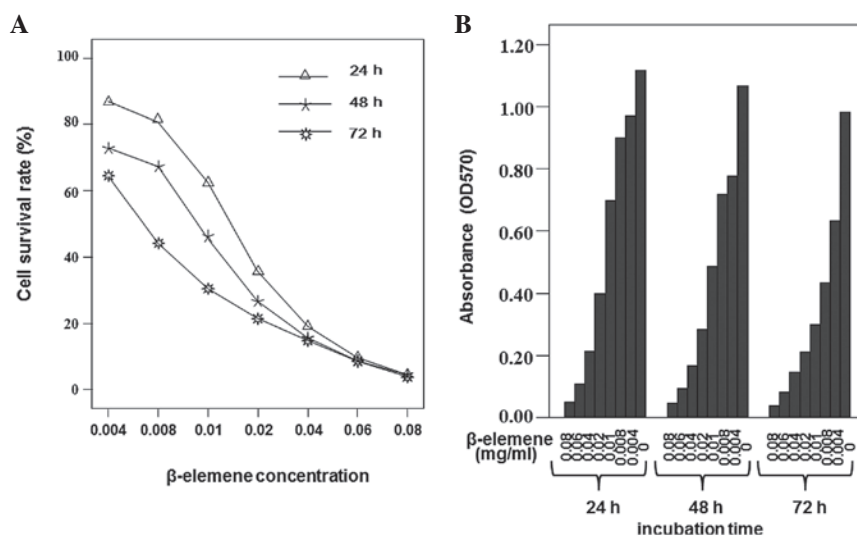 A
Cell survival rate (%)
100
80
60
40
20
0
24 h
48 h
72 h
0.004 0.008 0.01 0.02 0.04 0.06 0.08
β-elemene concentration
B
Absorbance (OD570)
1.20
1.00
0.80
0.60
0.40
0.20
0.00
β-elemene
(mg/ml)
0.08
0.06
0.04
0.02
0.01
0.008
0.004
0
0.08
0.06
0.04
0.02
0.01
0.008
0.004
0
0.08
0.06
0.04
0.02
0.01
0.008
0.004
0
24 h 48 h 72 h
incubation time